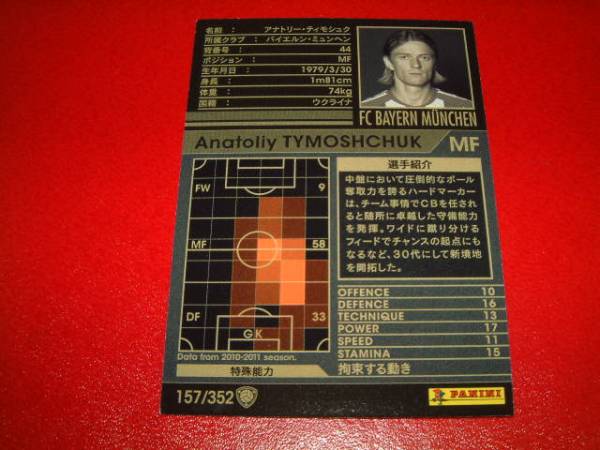 名前 : アナトリー・ティモシュク
所属クラブ : バイエルン・ミュンヘン
背番号 : 44
ポジション : MF
生年月日 : 1979/3/30
身長 : 1m81cm
体重 : 74kg
国籍 : ウクライナ
FC BAYERN MÜNCHEN
Anatoliy TYMOSHCHUK MF
FW 9
MF 58
DF 33
GK
Data from 2010-2011 season.
選手紹介
中盤において圧倒的なボール
奪取力を誇るハードマーカー
は、チーム事情でCBを任され
ると随所に卓越した守備能力
を発揮。ワイドに蹴り分ける
フィードでチャンスの起点にも
なるなど、30代にして新境地
を開拓した。
OFFENCE 10
DEFENCE 16
TECHNIQUE 13
POWER 17
SPEED 11
STAMINA 15
特殊能力 拘束する動き
157/352
PANINI